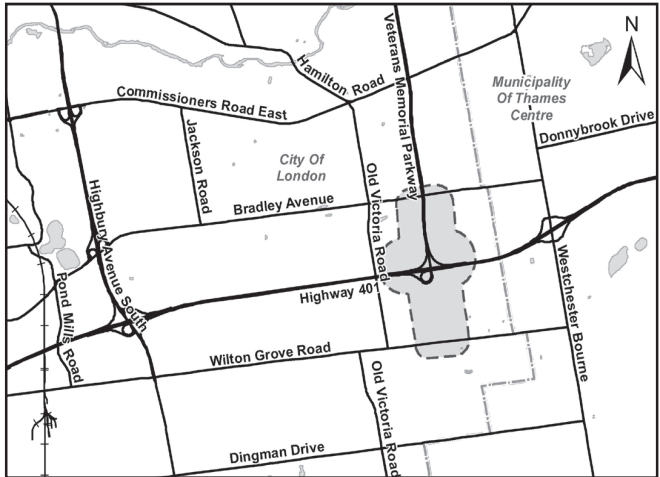 N
Veterans Memorial Parkway
Hamilton Road
Commissioners Road East
Municipality
Of Thames
Centre
Donnybrook Drive
Jackson Road
City Of
London
Old Victoria Road
Bradley Avenue
Highbury Avenue South
Westchester Bourne
Pond Mills Road
Highway 401
Wilton Grove Road
Old Victoria Road
Dingman Drive